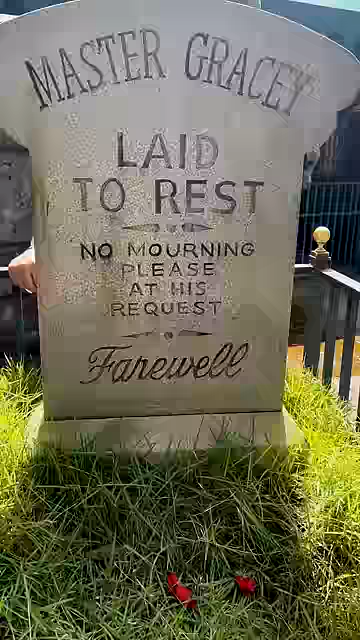 MASTER GRACEY
LAID
TO REST
NO MOURNING
PLEASE
AT HIS
REQUEST
Farewell